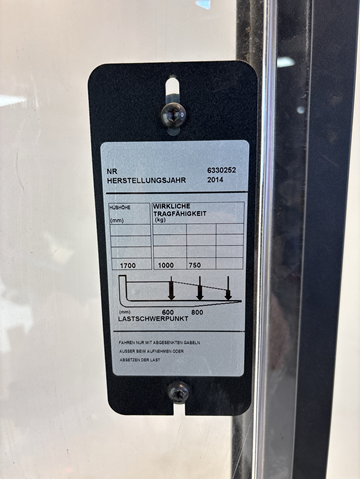 NR 6330252
HERSTELLUNGSJAHR 2014
HUBHÖHE WIRKLICHE
TRAGFÄHIGKEIT
(mm) (kg)
1700 1000 750
(mm) 600 800
LASTSCHWERPUNKT
FAHREN NUR MIT ABGESENKTEN GABELN
AUSSER BEIM AUFNEHMEN ODER
ABSETZEN DER LAST